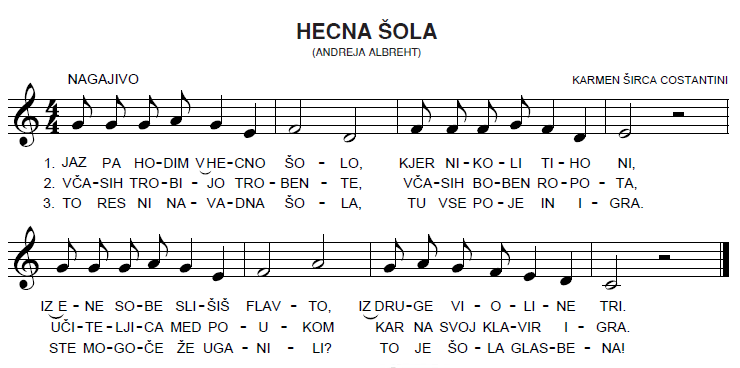 HECNA ŠOLA
(ANDREJA ALBREHT)
NAGAJIVO
KARMEN ŠIRCA COSTANTINI
1. JAZ PA HO-DIM V HEC-NO ŠO-LO, KJER NI-KO-LI TI-HO NI,
2. VČA-SIH TRO-BI-JO TRO-BEN-TE, VČA-SIH BO-BEN RO-PO-TA,
3. TO RES NI NA-VA-DNA ŠO-LA, TU VSE PO-JE IN I-GRA.
IZ E-NE SO-BE SLI-ŠIŠ FLAV-TO, IZ DRU-GE VI-O-LI-NE TRI.
UČI-TE-LJI-CA MED PO-U-KOM KAR NA SVOJ KLA-VIR I-GRA.
STE MO-GO-ČE ŽE UGA-NI-LI? TO JE ŠO-LA GLAS-BE-NA!